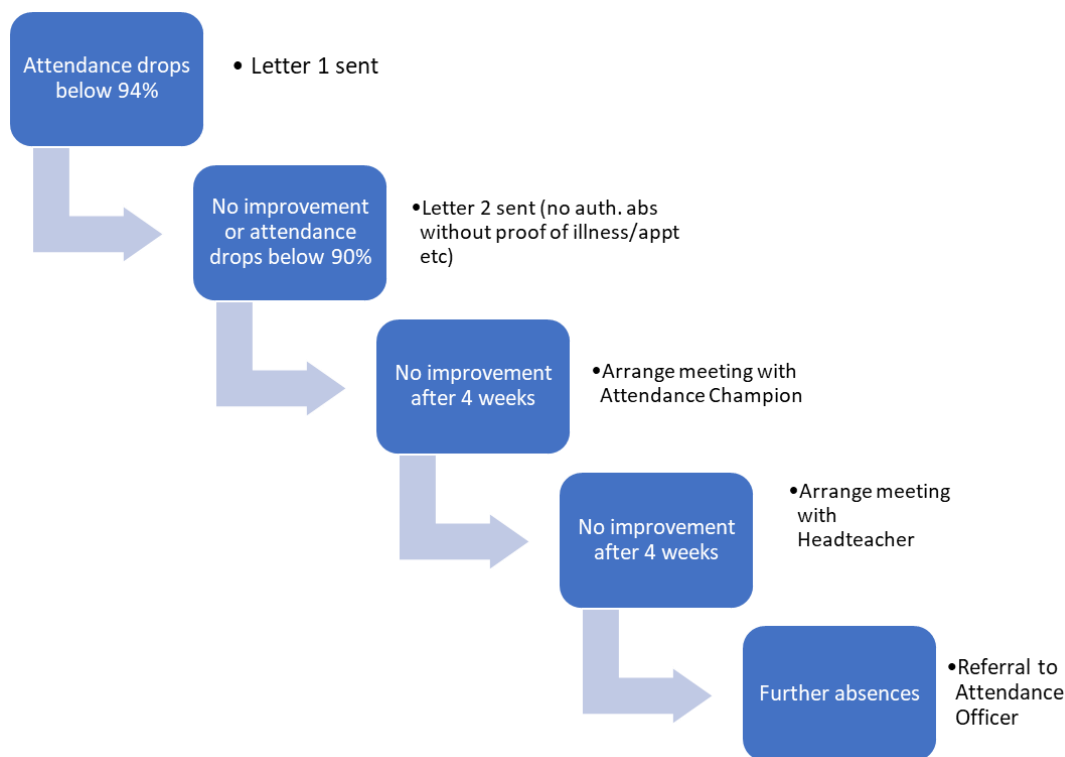 Attendance drops
below 94%
• Letter 1 sent
No improvement
or attendance
drops below 90%
•Letter 2 sent (no auth. abs
without proof of illness/appt
etc)
No improvement
after 4 weeks
•Arrange meeting with
Attendance Champion
No improvement
after 4 weeks
•Arrange meeting
with
Headteacher
Further absences
•Referral to
Attendance
Officer